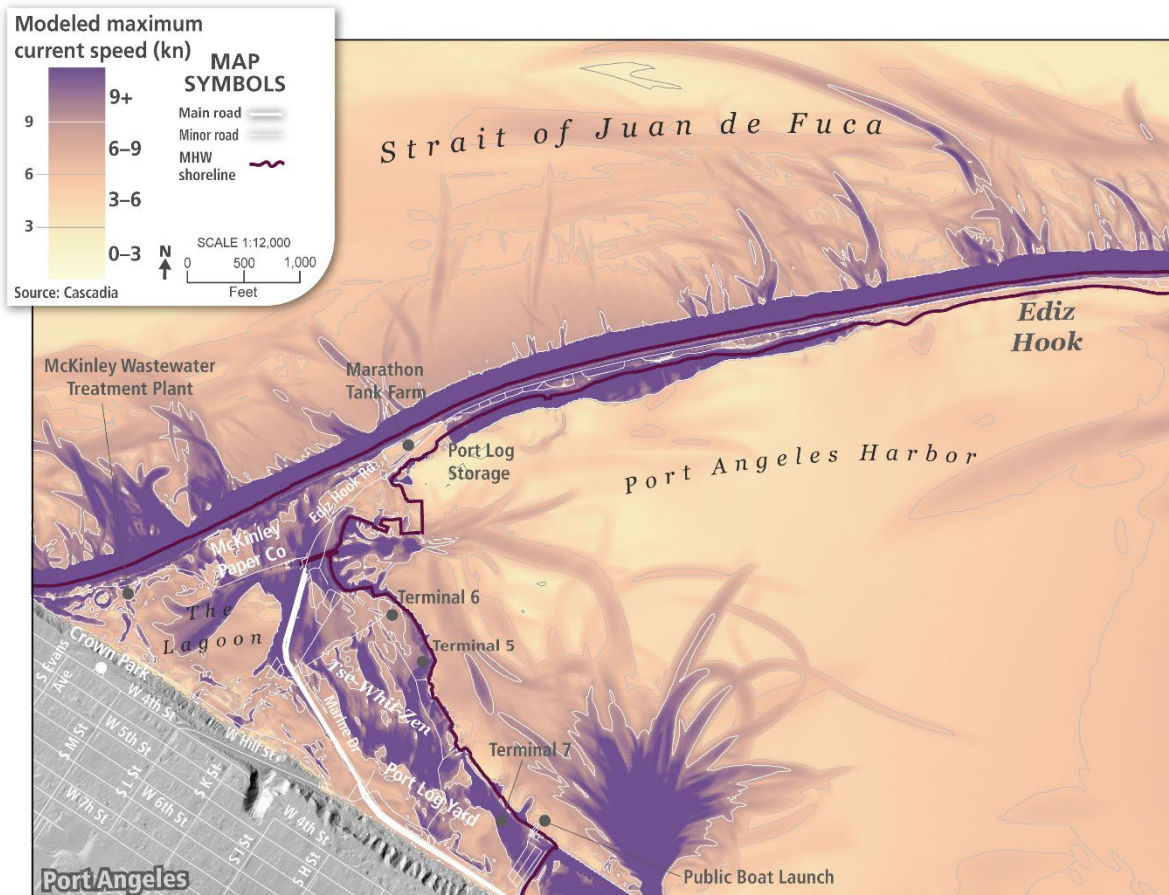 Modeled maximum
current speed (kn)
9+
9
6–9
6
3–6
3
0–3
MAP
SYMBOLS
Main road
Minor road
MHW
shoreline
N
SCALE 1:12,000
0 500 1,000
Feet
Source: Cascadia
Strait of Juan de Fuca
Ediz
Hook
McKinley Wastewater
Treatment Plant
Marathon
Tank Farm
Port Log
Storage
Port Angeles Harbor
Ediz Hook Rd
McKinley
Paper Co
The
Lagoon
Terminal 6
Terminal 5
Tse-Whit-Zen
Marine Dr
Terminal 7
Port Log Yard
Public Boat Launch
Crown Park
S Evans
Ave
W 4th St
W Hill St
W 5th St
S M St
S L St
S K St
W 6th St
W 7th St
W 4th St
S I St
S H St
Port Angeles